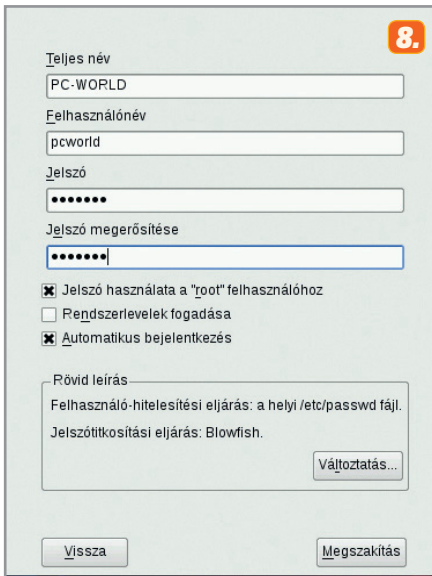 8.
Teljes név
PC-WORLD
Felhasználónév
pcworld
Jelszó
•••••••
Jelszó megerősítése
•••••••
Jelszó használata a "root" felhasználóhoz
Rendszerlevelek fogadása
Automatikus bejelentkezés
Rövid leírás
Felhasználó-hitelesítési eljárás: a helyi /etc/passwd fájl.
Jelszótitkosítási eljárás: Blowfish.
Változtatás...
Vissza
Megszakítás